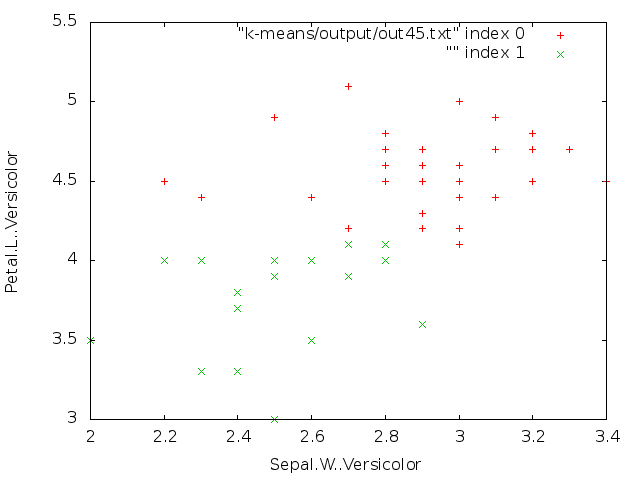 "k-means/output/out45.txt" index 0
"" index 1
5.5
5
4.5
4
3.5
3
Petal.L..Versicolor
2 2.2 2.4 2.6 2.8 3 3.2 3.4
Sepal.W..Versicolor